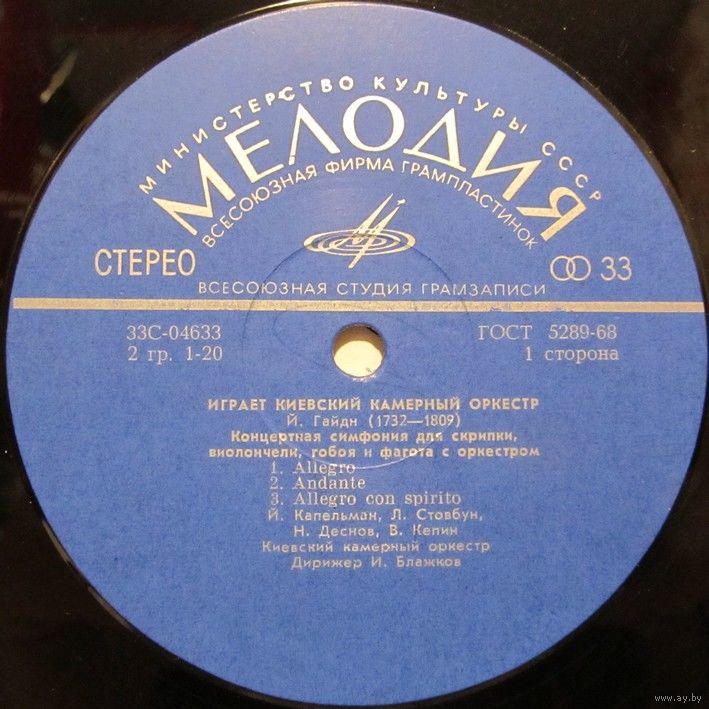 МИНИСТЕРСТВО КУЛЬТУРЫ СССР
МЕЛОДИЯ
ВСЕСОЮЗНАЯ ФИРМА ГРАМПЛАСТИНОК
СТЕРЕО
33
ВСЕСОЮЗНАЯ СТУДИЯ ГРАМЗАПИСИ
33С-04633
ГОСТ 5289-68
2 гр. 1-20
1 сторона
ИГРАЕТ КИЕВСКИЙ КАМЕРНЫЙ ОРКЕСТР
Й. Гайдн (1732—1809)
Концертная симфония для скрипки,
виолончели, гобоя и фагота с оркестром
1. Allegro
2. Andante
3. Allegro con spirito
Й. Капельман, Л. Стовбун,
Н. Деснов, В. Кепин
Киевский камерный оркестр
Дирижер И. Блажков
www.ay.by